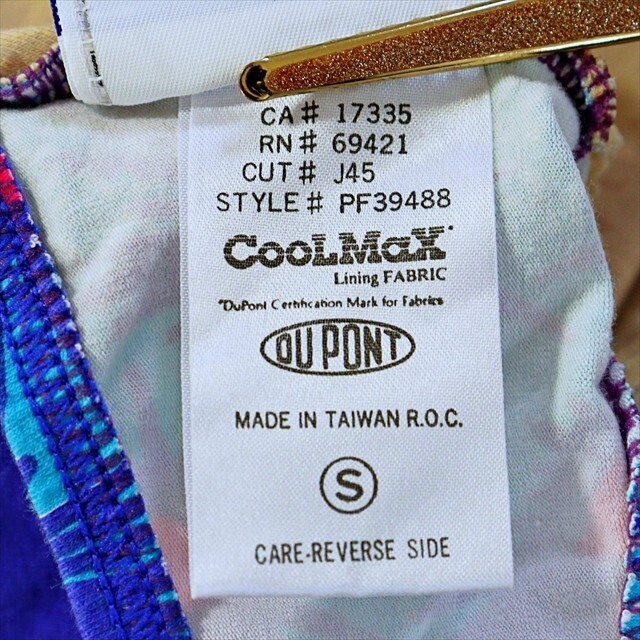 CA# 17335
RN# 69421
CUT# J45
STYLE# PF39488
COOLMAX
Lining FABRIC
*DuPont Certification Mark for Fabrics
DU PONT
MADE IN TAIWAN R.O.C.
S
CARE-REVERSE SIDE